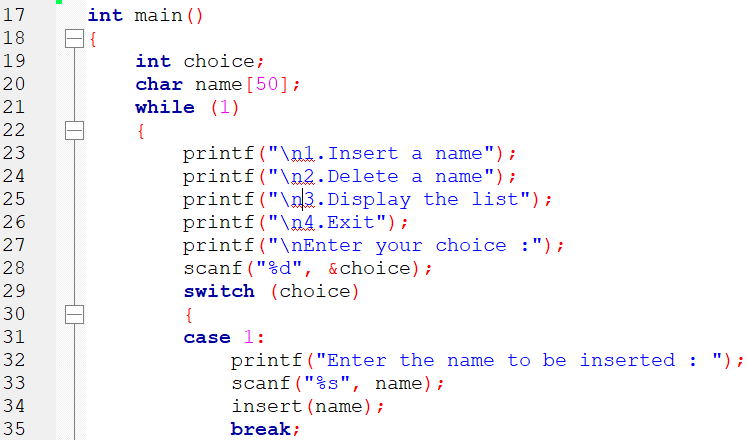 17 int main()
18 {
19 int choice;
20 char name[50];
21 while (1)
22 {
23 printf("\n1.Insert a name");
24 printf("\n2.Delete a name");
25 printf("\n3.Display the list");
26 printf("\n4.Exit");
27 printf("\nEnter your choice :");
28 scanf("%d", &choice);
29 switch (choice)
30 {
31 case 1:
32 printf("Enter the name to be inserted : ");
33 scanf("%s", name);
34 insert(name);
35 break;